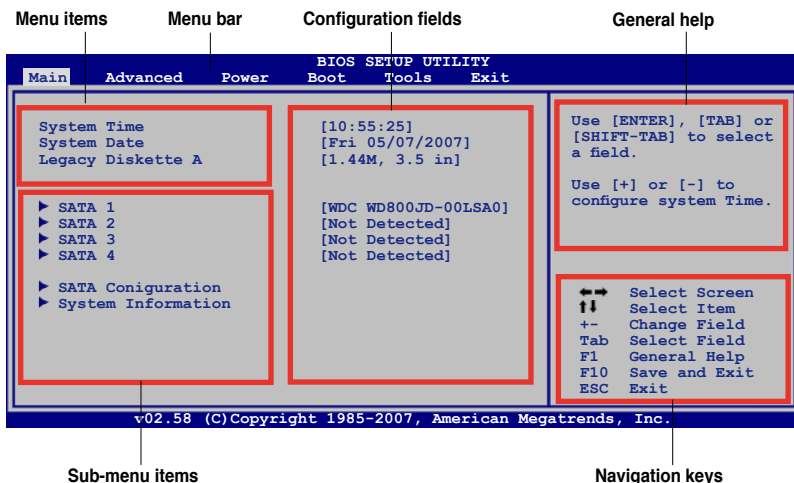 Menu items Menu bar Configuration fields General help
BIOS SETUP UTILITY
Main Advanced Power Boot Tools Exit
System Time [10:55:25]
System Date [Fri 05/07/2007]
Legacy Diskette A [1.44M, 3.5 in]
SATA 1 [WDC WD800JD-00LSA0]
SATA 2 [Not Detected]
SATA 3 [Not Detected]
SATA 4 [Not Detected]
SATA Coniguration
System Information
Use [ENTER], [TAB] or
[SHIFT-TAB] to select
a field.
Use [+] or [-] to
configure system Time.
←→ Select Screen
↑↓ Select Item
+- Change Field
Tab Select Field
F1 General Help
F10 Save and Exit
ESC Exit
v02.58 (C)Copyright 1985-2007, American Megatrends, Inc.
Sub-menu items Navigation keys